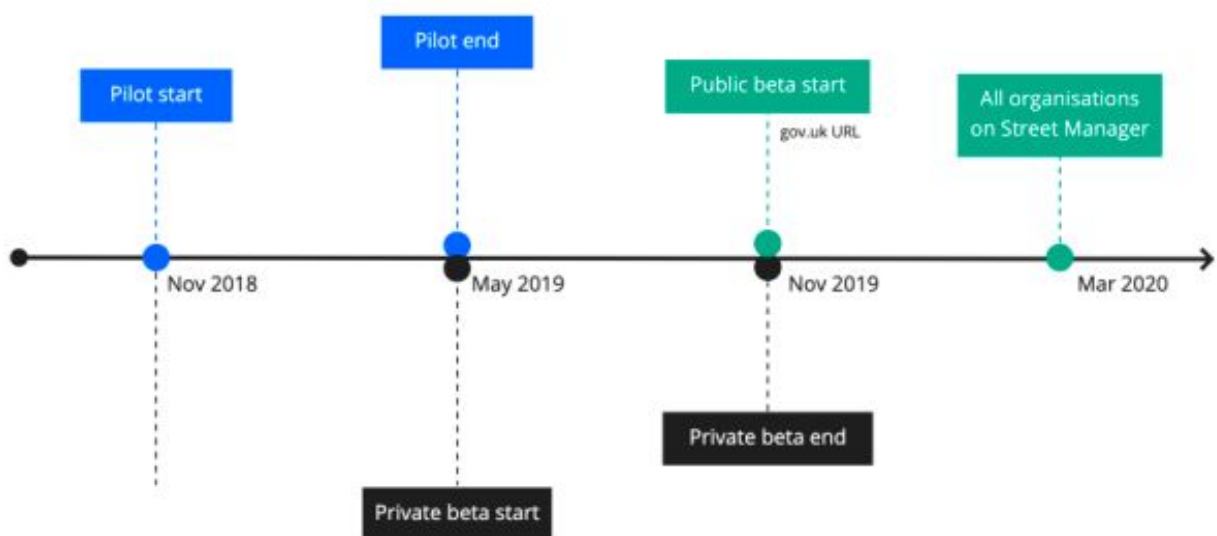 Pilot start
Pilot end
Public beta start
gov.uk URL
All organisations
on Street Manager
Nov 2018
May 2019
Nov 2019
Mar 2020
Private beta end
Private beta start